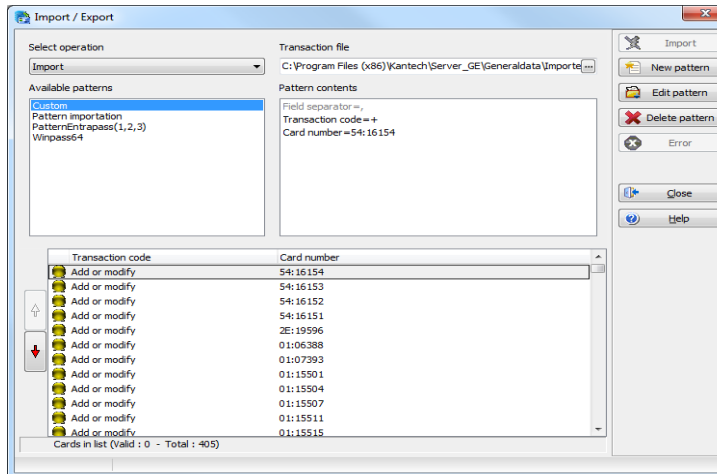 Import / Export
Select operation
Import
Transaction file
C:\Program Files (x86)\Kantech\Server_GE\Generaldata\Importe
...
Available patterns
Custom
Pattern importation
PatternEntrapass(1,2,3)
Winpass64
Pattern contents
Field separator=,
Transaction code=+
Card number=54:16154
Import
New pattern
Edit pattern
Delete pattern
Error
Close
Help
Transaction code Card number
Add or modify 54:16154
Add or modify 54:16153
Add or modify 54:16152
Add or modify 54:16151
Add or modify 2E:19596
Add or modify 01:06388
Add or modify 01:07393
Add or modify 01:15501
Add or modify 01:15504
Add or modify 01:15507
Add or modify 01:15511
Add or modify 01:15515
Cards in list (Valid : 0 - Total : 405)